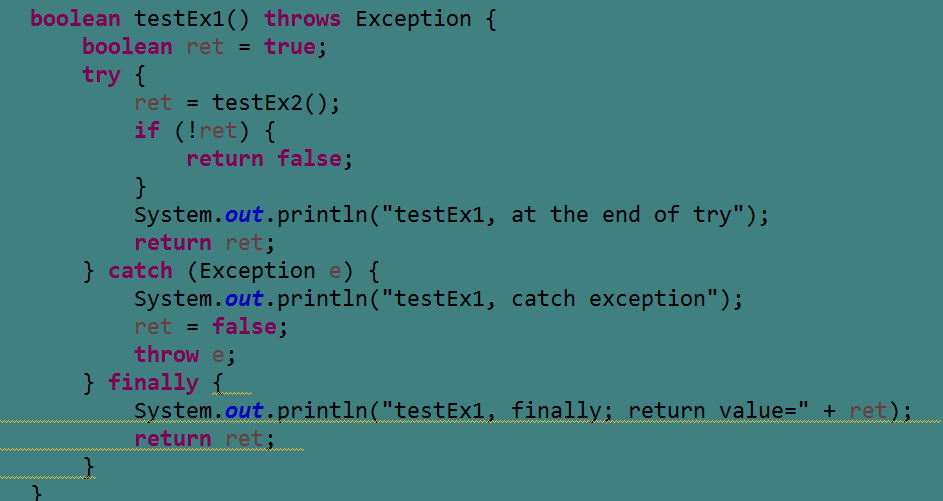 boolean testEx1() throws Exception {
    boolean ret = true;
    try {
        ret = testEx2();
        if (!ret) {
            return false;
        }
        System.out.println("testEx1, at the end of try");
        return ret;
    } catch (Exception e) {
        System.out.println("testEx1, catch exception");
        ret = false;
        throw e;
    } finally {
        System.out.println("testEx1, finally; return value=" + ret);
        return ret;
    }
}